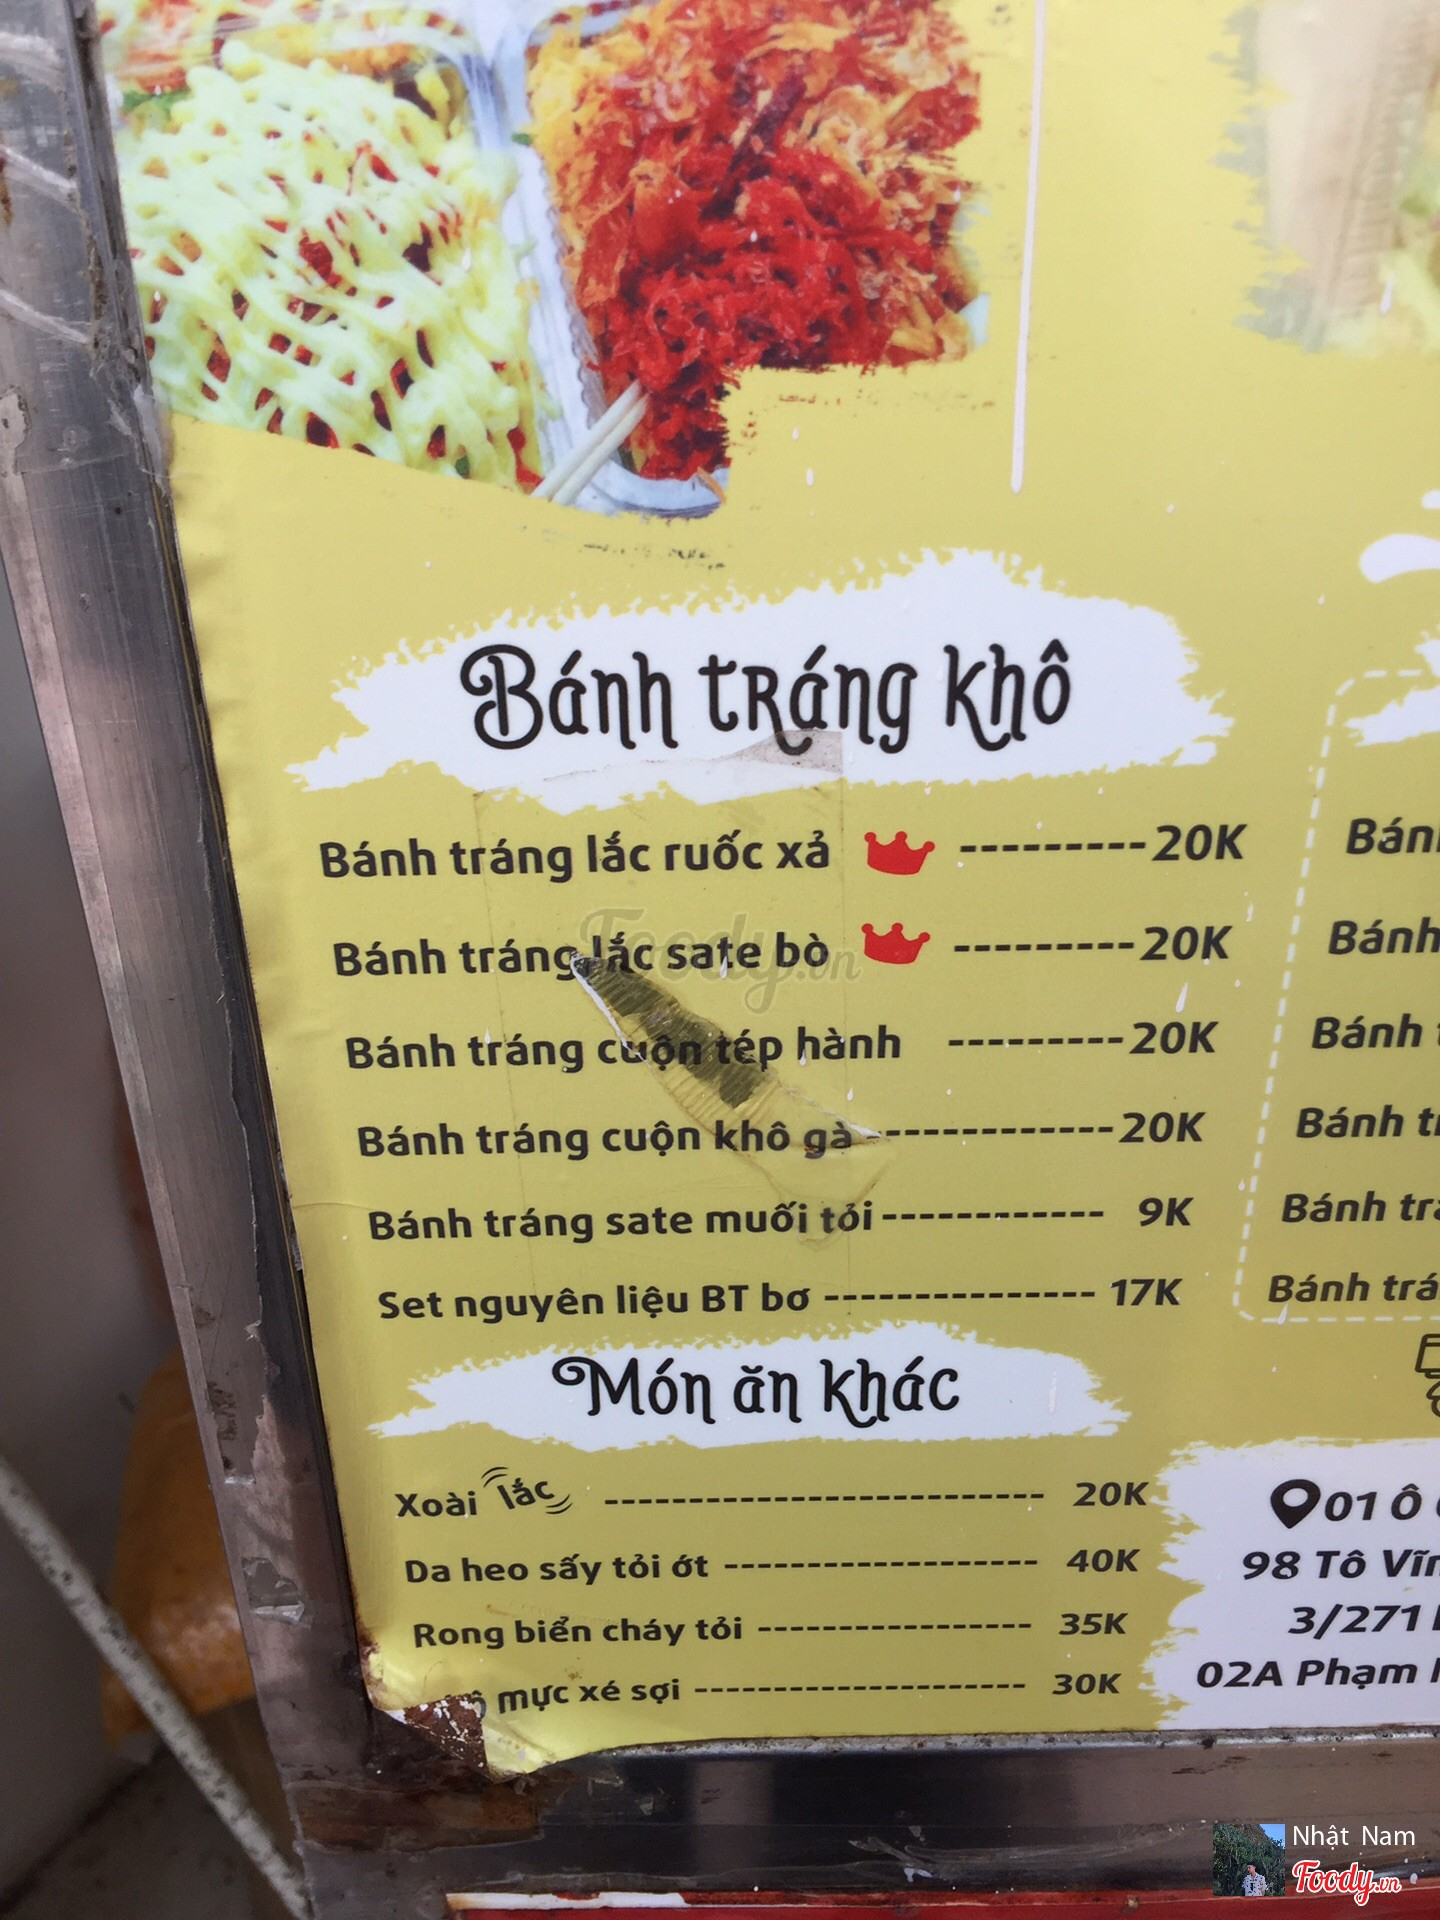 Bánh tráng khô
Bánh tráng lắc ruốc xả ---------20K
Bánh tráng lắc sate bò ---------20K
Bánh tráng cuộn tép hành ---------20K
Bánh tráng cuộn khô gà ------------20K
Bánh tráng sate muối tỏi ------------ 9K
Set nguyên liệu BT bơ --------------- 17K
Món ăn khác
Xoài lắc ---------------------------- 20K
Da heo sấy tỏi ớt -------------------- 40K
Rong biển cháy tỏi ----------------- 35K
mực xé sợi --------------------- 30K
Bánh
Bánh
Bánh
Bánh
Bánh
01 Ô
98 Tô
3/271
02A Phạm
Foody.vn
Nhật Nam
Foody.vn